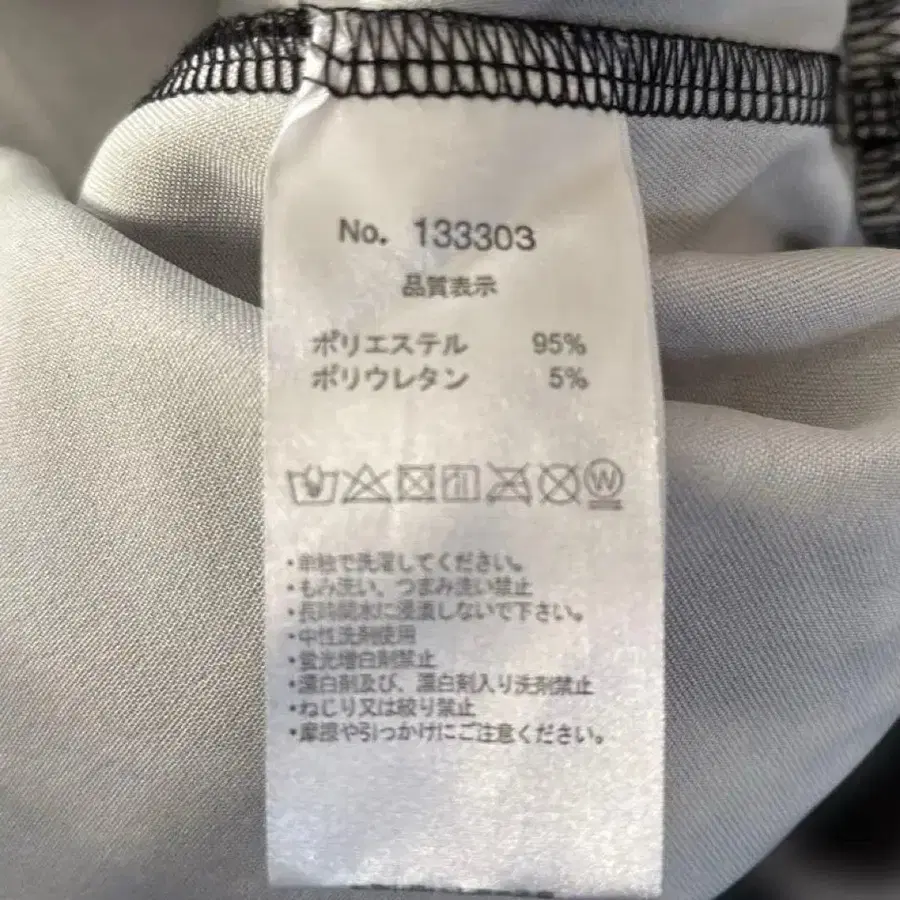 No. 133303
品質表示
ポリエステル 95%
ポリウレタン 5%
W
・単独で洗濯してください。
・もみ洗い、つまみ洗い禁止
・長時間水に浸漬しないで下さい。
・中性洗剤使用
・蛍光増白剤禁止
・漂白剤及び、漂白剤入り洗剤禁止
・ねじり又は絞り禁止
・摩擦や引っかけにご注意ください。